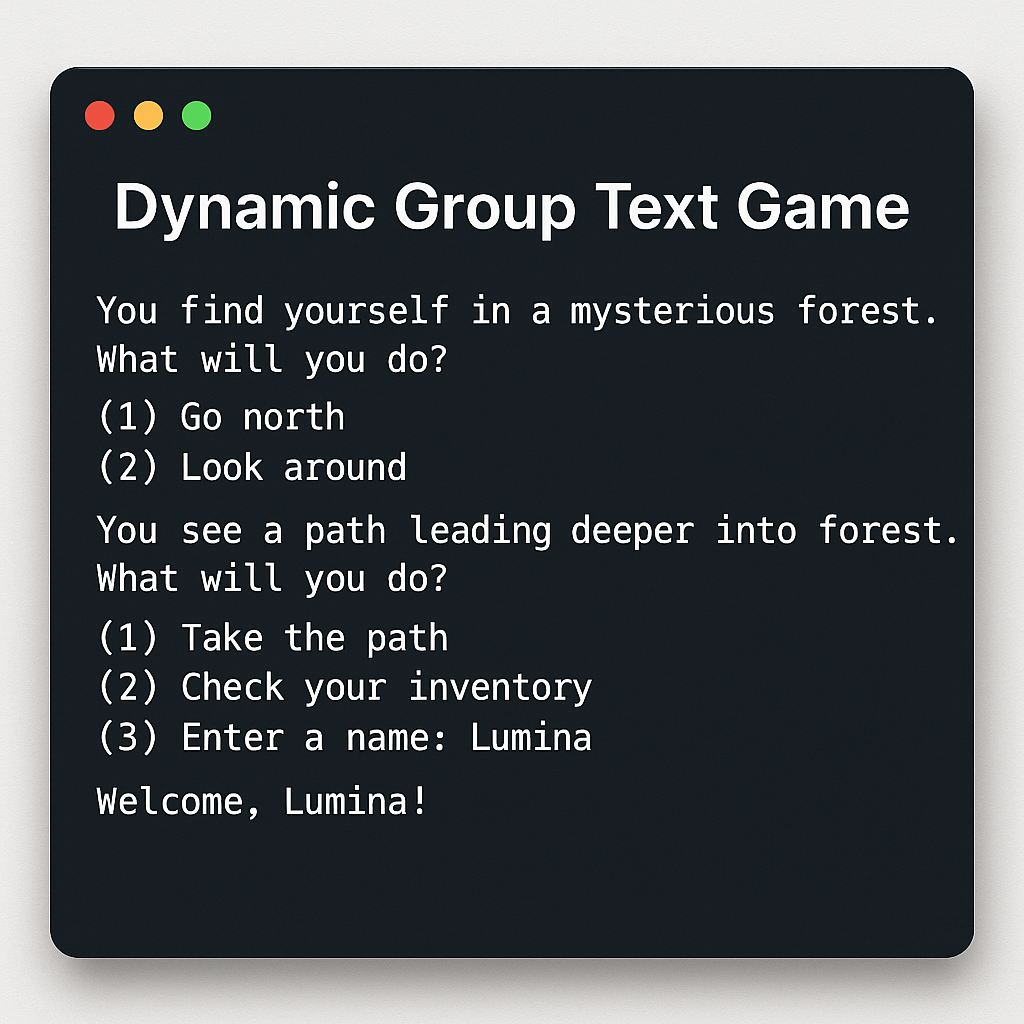 Dynamic Group Text Game
You find yourself in a mysterious forest.
What will you do?
(1) Go north
(2) Look around
You see a path leading deeper into forest.
What will you do?
(1) Take the path
(2) Check your inventory
(3) Enter a name: Lumina
Welcome, Lumina!